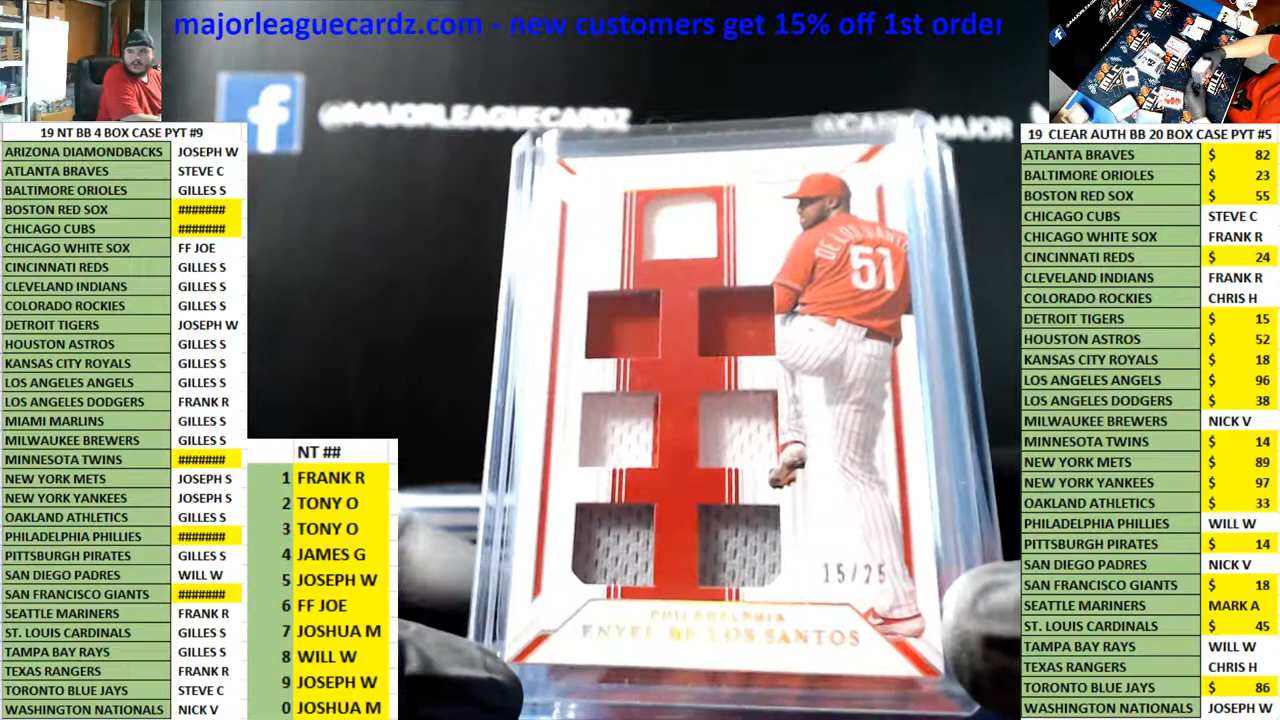 majorleaguecardz.com - new customers get 15% off 1st order
@MAJORLEAGUECARDZ
19 NT BB 4 BOX CASE PYT #9
ARIZONA DIAMONDBACKS JOSEPH W
ATLANTA BRAVES STEVE C
BALTIMORE ORIOLES GILLES S
BOSTON RED SOX #######
CHICAGO CUBS #######
CHICAGO WHITE SOX FF JOE
CINCINNATI REDS GILLES S
CLEVELAND INDIANS GILLES S
COLORADO ROCKIES GILLES S
DETROIT TIGERS JOSEPH W
HOUSTON ASTROS GILLES S
KANSAS CITY ROYALS GILLES S
LOS ANGELES ANGELS GILLES S
LOS ANGELES DODGERS FRANK R
MIAMI MARLINS GILLES S
MILWAUKEE BREWERS GILLES S
MINNESOTA TWINS #######
NEW YORK METS JOSEPH S
NEW YORK YANKEES JOSEPH S
OAKLAND ATHLETICS GILLES S
PHILADELPHIA PHILLIES #######
PITTSBURGH PIRATES GILLES S
SAN DIEGO PADRES WILL W
SAN FRANCISCO GIANTS #######
SEATTLE MARINERS FRANK R
ST. LOUIS CARDINALS GILLES S
TAMPA BAY RAYS GILLES S
TEXAS RANGERS FRANK R
TORONTO BLUE JAYS STEVE C
WASHINGTON NATIONALS NICK V
NT ##
1 FRANK R
2 TONY O
3 TONY O
4 JAMES G
5 JOSEPH W
6 FF JOE
7 JOSHUA M
8 WILL W
9 JOSEPH W
0 JOSHUA M
DE LOS SANTO
51
15/25
PHILADELPHIA
ENYEL DE LOS SANTOS
19 CLEAR AUTH BB 20 BOX CASE PYT #5
ATLANTA BRAVES $ 82
BALTIMORE ORIOLES $ 23
BOSTON RED SOX $ 55
CHICAGO CUBS STEVE C
CHICAGO WHITE SOX FRANK R
CINCINNATI REDS $ 24
CLEVELAND INDIANS FRANK R
COLORADO ROCKIES CHRIS H
DETROIT TIGERS $ 15
HOUSTON ASTROS $ 52
KANSAS CITY ROYALS $ 18
LOS ANGELES ANGELS $ 96
LOS ANGELES DODGERS $ 38
MILWAUKEE BREWERS NICK V
MINNESOTA TWINS $ 14
NEW YORK METS $ 89
NEW YORK YANKEES $ 97
OAKLAND ATHLETICS $ 33
PHILADELPHIA PHILLIES WILL W
PITTSBURGH PIRATES $ 14
SAN DIEGO PADRES NICK V
SAN FRANCISCO GIANTS $ 18
SEATTLE MARINERS MARK A
ST. LOUIS CARDINALS $ 45
TAMPA BAY RAYS WILL W
TEXAS RANGERS CHRIS H
TORONTO BLUE JAYS $ 86
WASHINGTON NATIONALS JOSEPH W